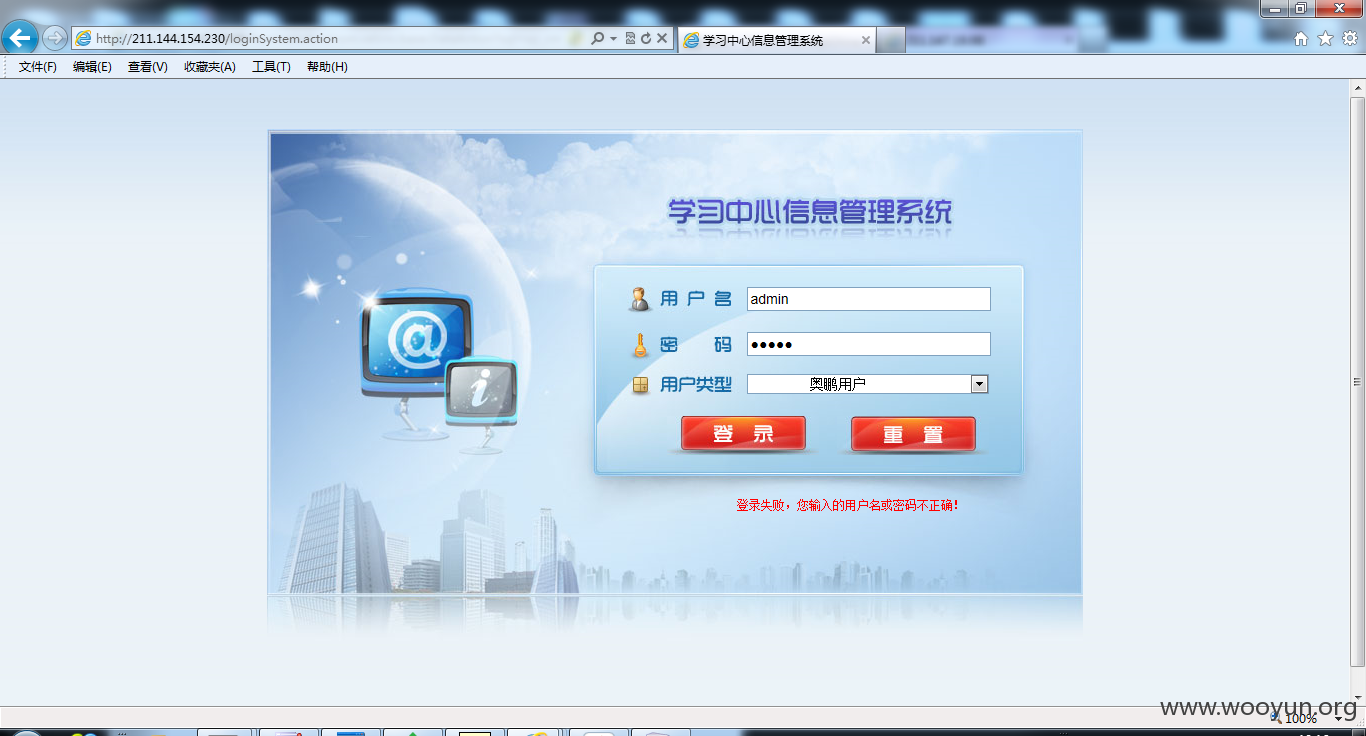 http://211.144.154.230/loginSystem.action
学习中心信息管理系统
文件(F) 编辑(E) 查看(V) 收藏夹(A) 工具(T) 帮助(H)
学习中心信息管理系统
用户名 admin
密 码 ●●●●●
用户类型 奥鹏用户
登 录 重 置
登录失败，您输入的用户名或密码不正确！
www.wooyun.org
100%